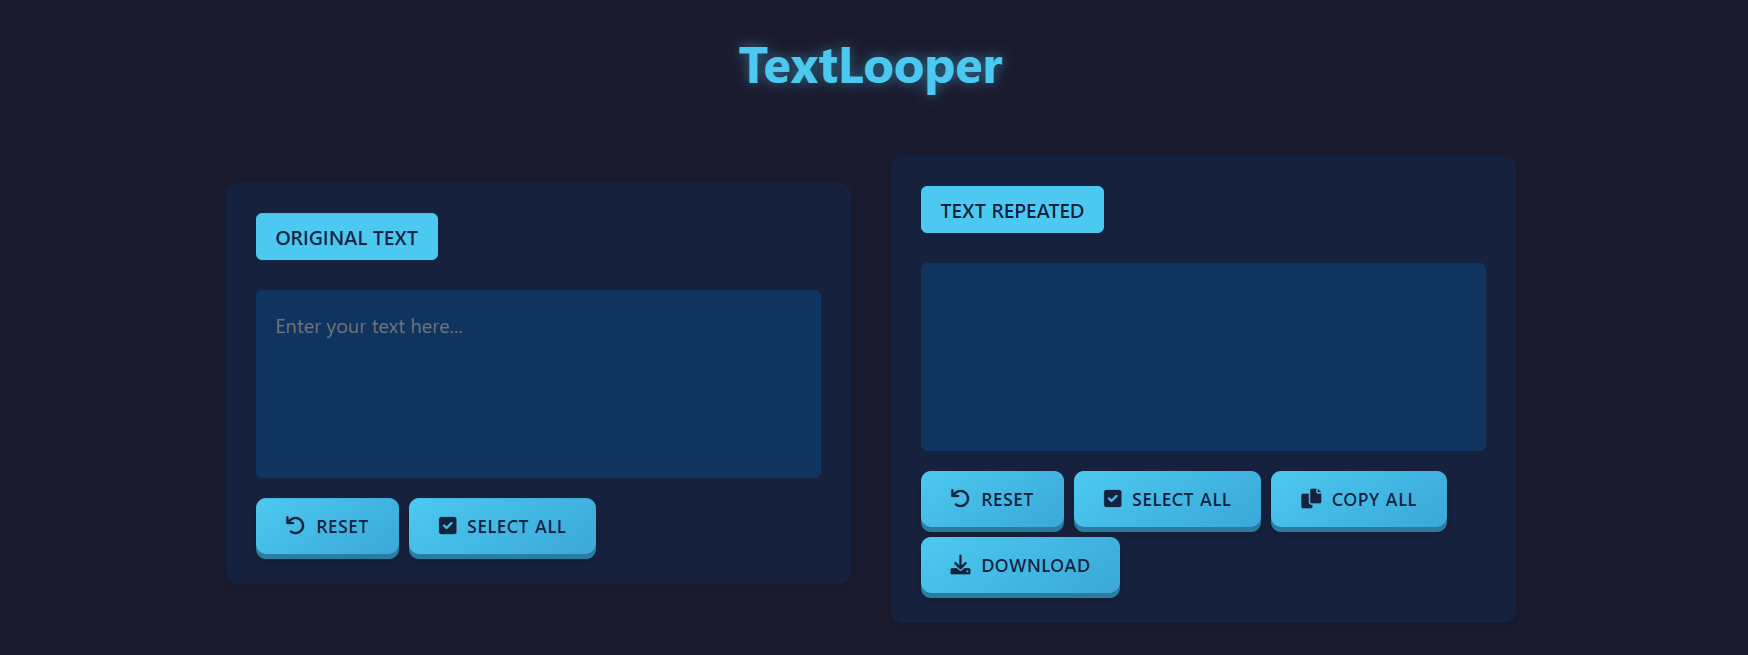 TextLooper
ORIGINAL TEXT
Enter your text here...
RESET
SELECT ALL
TEXT REPEATED
RESET
SELECT ALL
COPY ALL
DOWNLOAD